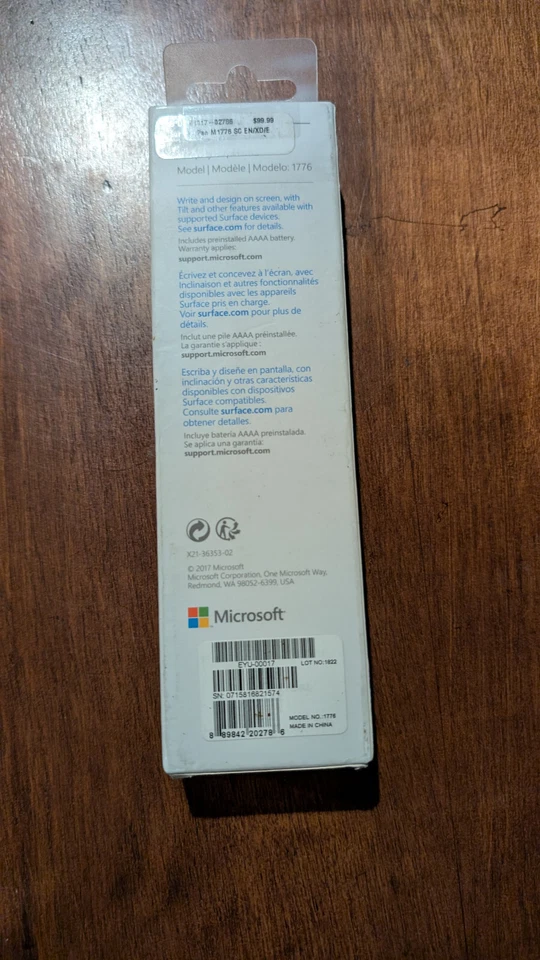 $99.99
Pen M1776 SC EN/XD/E
Model | Modèle | Modelo: 1776
Write and design on screen, with
Tilt and other features available with
supported Surface devices.
See surface.com for details.
Includes preinstalled AAAA battery.
Warranty applies:
support.microsoft.com
Écrivez et concevez à l'écran, avec
Inclinaison et autres fonctionnalités
disponibles avec les appareils
Surface pris en charge.
Voir surface.com pour plus de
détails.
Inclut une pile AAAA préinstallée.
La garantie s'applique :
support.microsoft.com
Escriba y diseñe en pantalla, con
inclinación y otras características
disponibles con dispositivos
Surface compatibles.
Consulte surface.com para
obtener detalles.
Incluye batería AAAA preinstalada.
Se aplica una garantía:
support.microsoft.com
X21-36353-02
© 2017 Microsoft
Microsoft Corporation, One Microsoft Way,
Redmond, WA 98052-6399, USA
Microsoft
EYU-00017 LOT NO:1822
SN: 0715816821574
8 89842 20278 6
MODEL NO.:1776
MADE IN CHINA